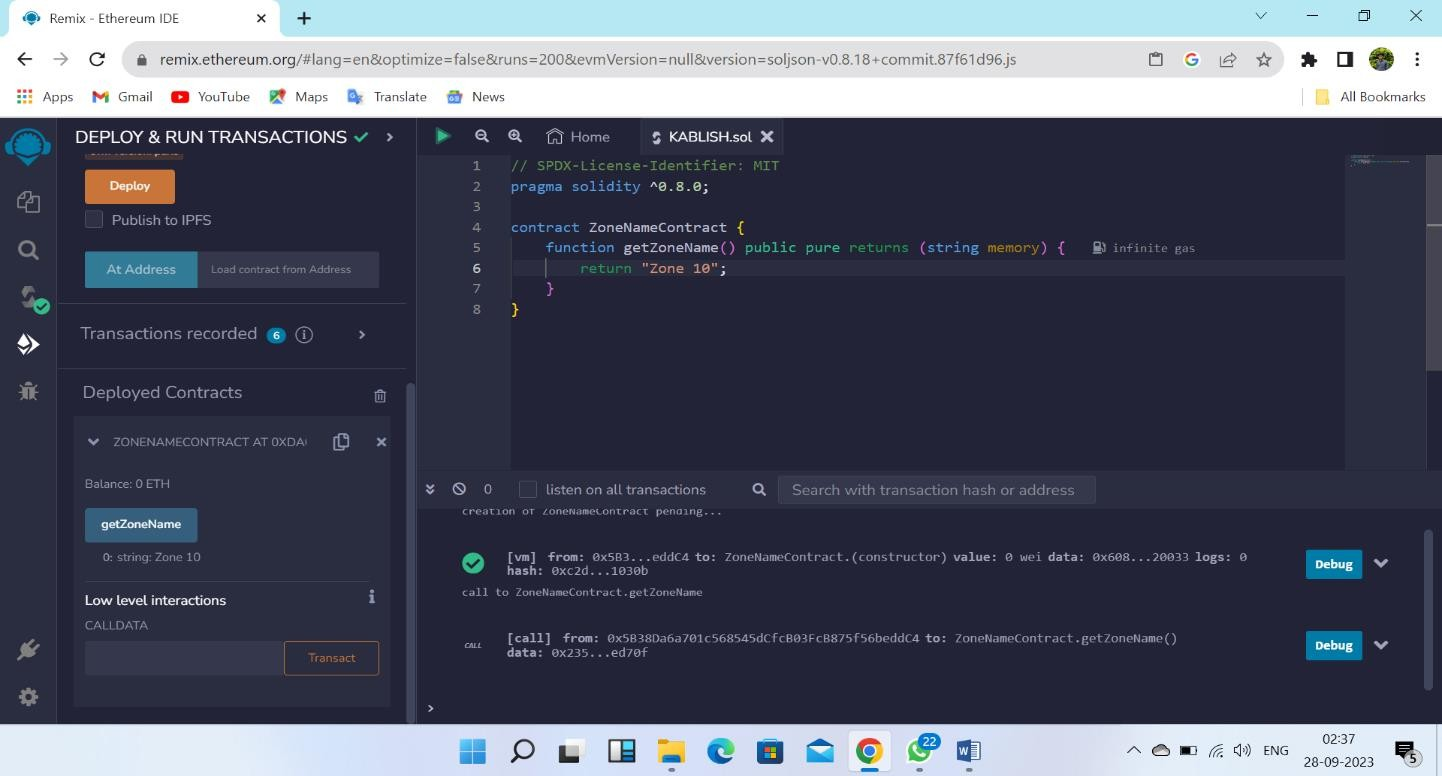 Remix - Ethereum IDE
remix.ethereum.org/#lang=en&optimize=false&runs=200&evmVersion=null&version=soljson-v0.8.18+commit.87f61d96.js
Apps Gmail YouTube Maps Translate News All Bookmarks
DEPLOY & RUN TRANSACTIONS
Deploy
Publish to IPFS
At Address Load contract from Address
Transactions recorded 6
Deployed Contracts
ZONENAMECONTRACT AT 0XDA
Balance: 0 ETH
getZoneName
0: string: Zone 10
Low level interactions
CALLDATA
Transact
Home KABLISH.sol
1 // SPDX-License-Identifier: MIT
2 pragma solidity ^0.8.0;
3
4 contract ZoneNameContract {
5 function getZoneName() public pure returns (string memory) { infinite gas
6 return "Zone 10";
7 }
8 }
0 listen on all transactions Search with transaction hash or address
creation of ZoneNameContract pending...
[vm] from: 0x5B3...eddC4 to: ZoneNameContract.(constructor) value: 0 wei data: 0x608...20033 logs: 0
hash: 0xc2d...1030b
Debug
call to ZoneNameContract.getZoneName
CALL [call] from: 0x5B38Da6a701c568545dCfcB03FcB875f56beddC4 to: ZoneNameContract.getZoneName()
data: 0x235...ed70f
Debug
>
22
ENG
02:37
28-09-2023
5